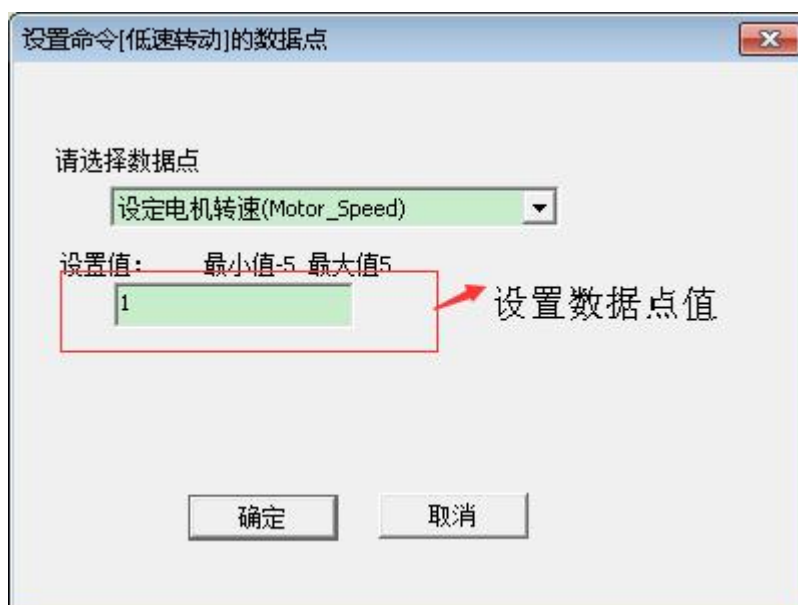 设置命令[低速转动]的数据点
请选择数据点
设定电机转速(Motor_Speed)
设置值: 最小值-5 最大值5
1
设置数据点值
确定 取消